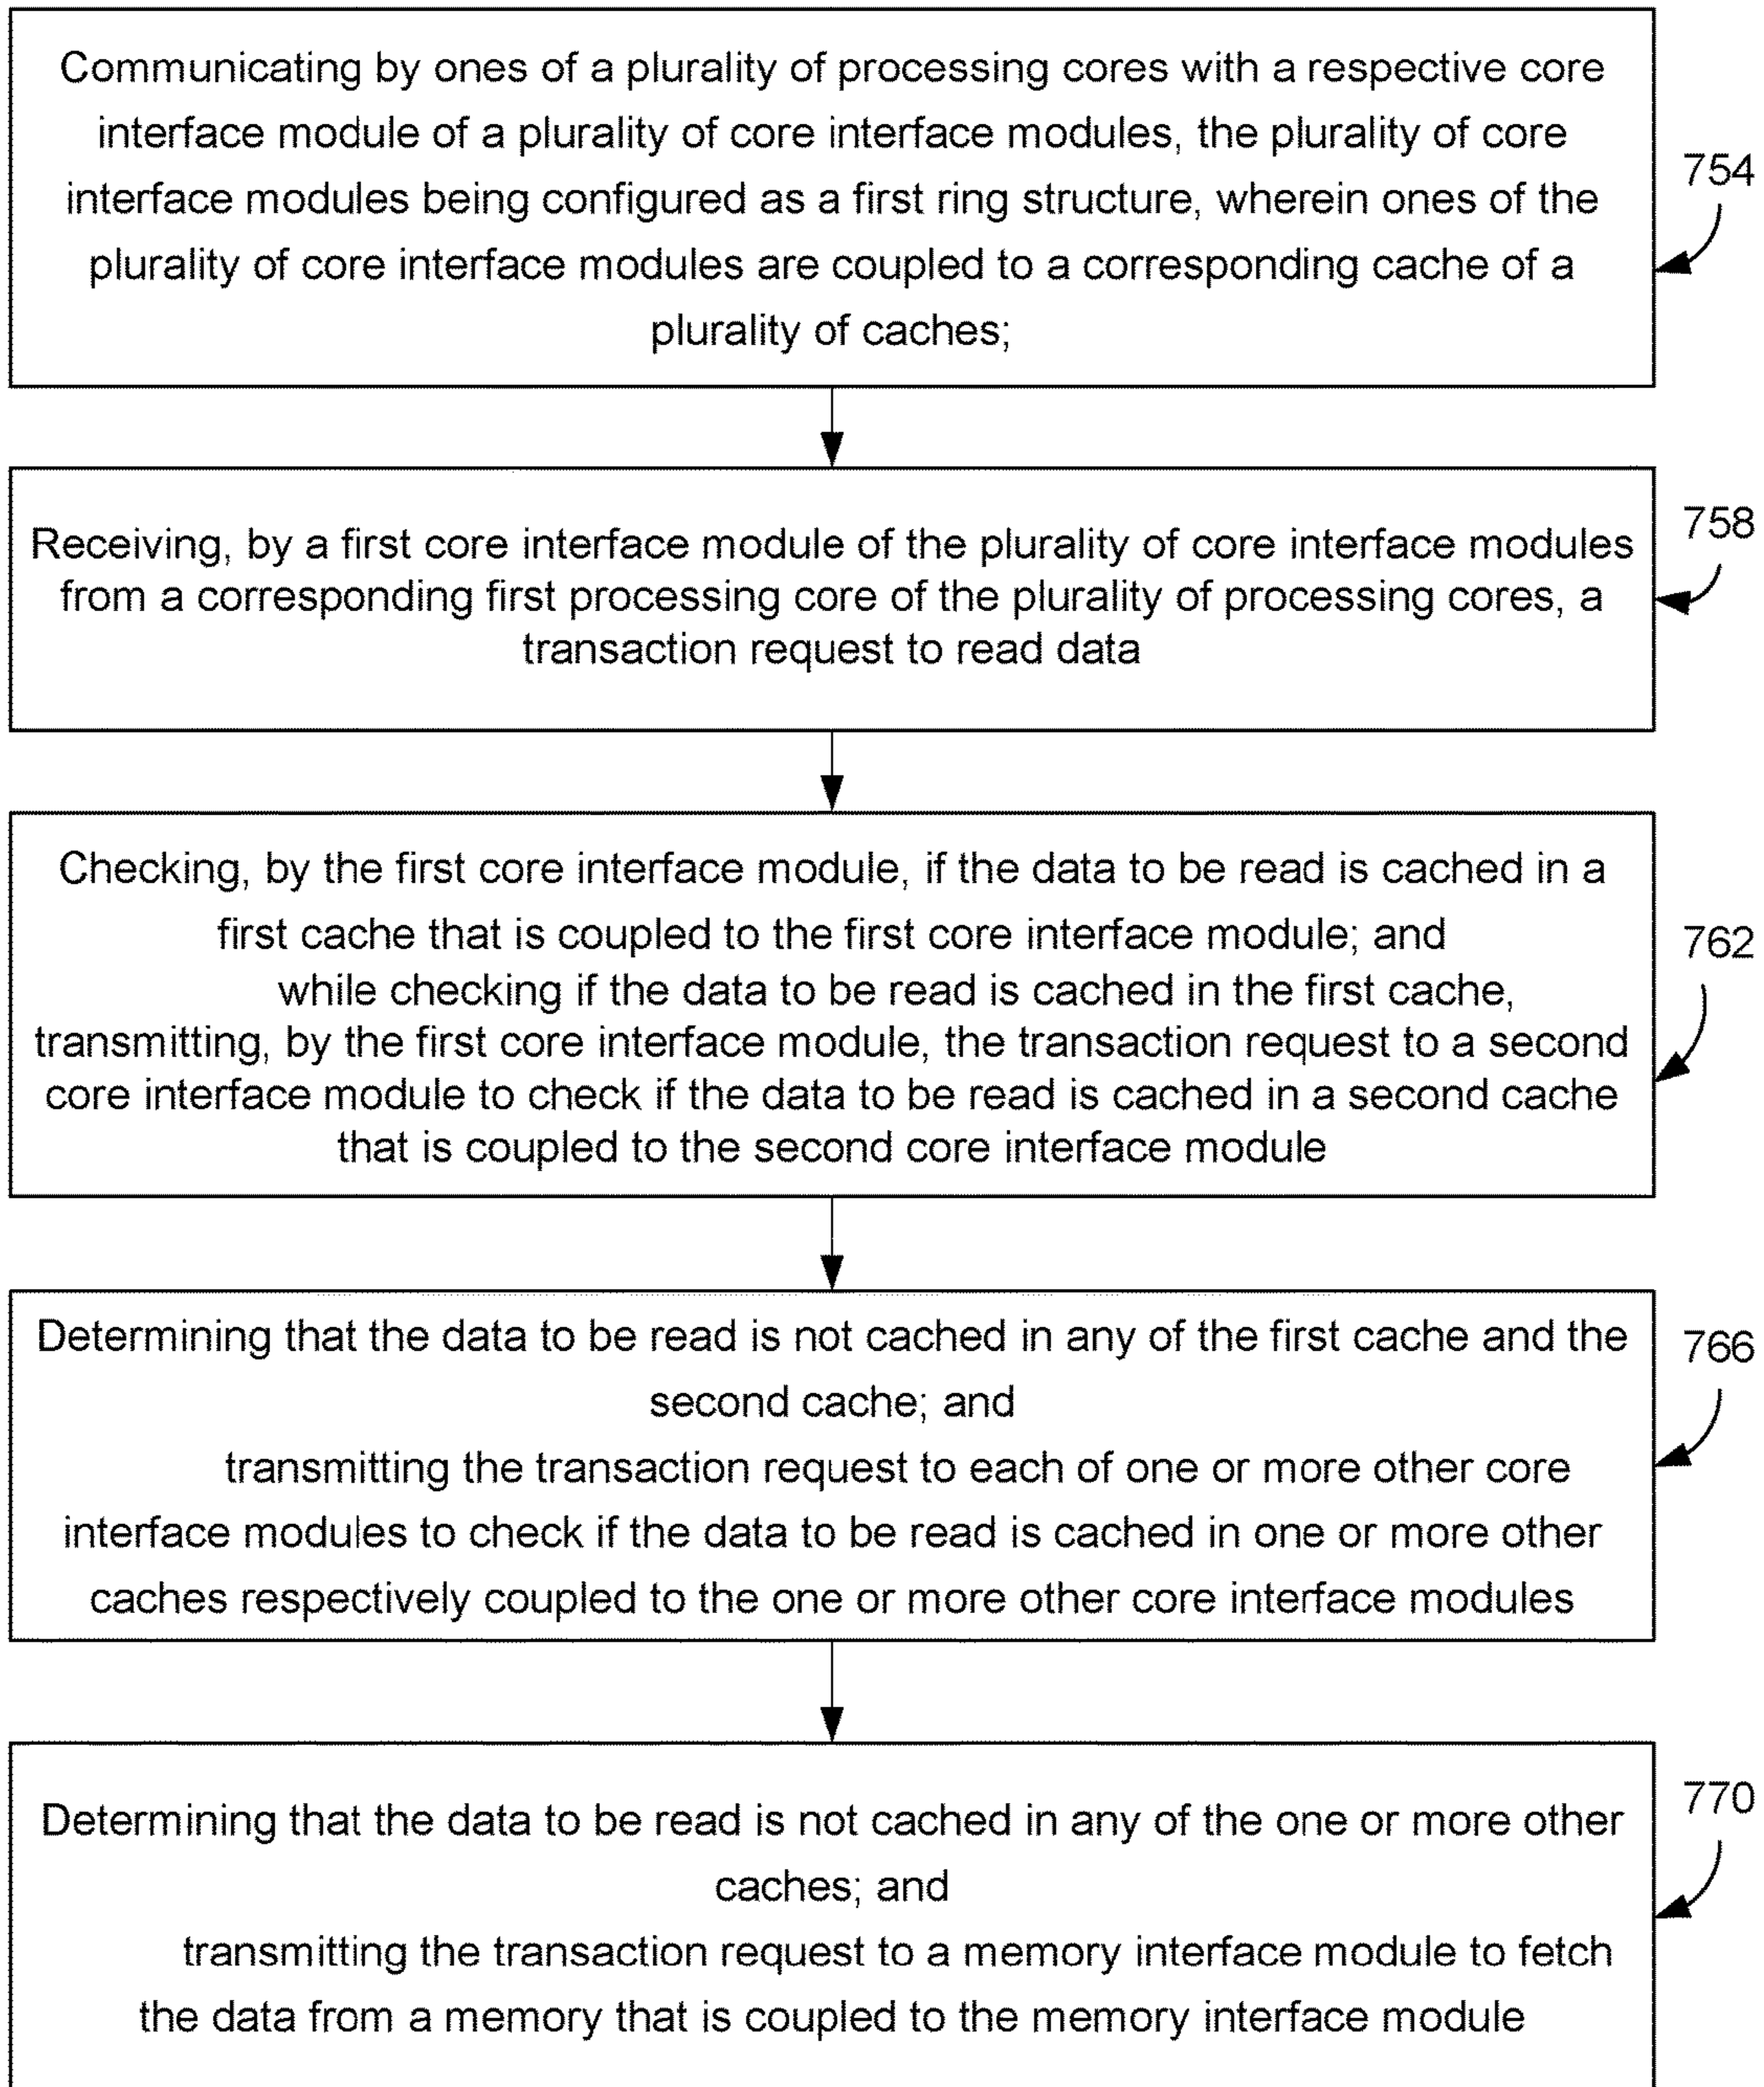 Communicating by ones of a plurality of processing cores with a respective core
interface module of a plurality of core interface modules, the plurality of core
interface modules being configured as a first ring structure, wherein ones of the
plurality of core interface modules are coupled to a corresponding cache of a
plurality of caches;
754
Receiving, by a first core interface module of the plurality of core interface modules
from a corresponding first processing core of the plurality of processing cores, a
transaction request to read data
758
Checking, by the first core interface module, if the data to be read is cached in a
first cache that is coupled to the first core interface module; and
while checking if the data to be read is cached in the first cache,
transmitting, by the first core interface module, the transaction request to a second
core interface module to check if the data to be read is cached in a second cache
that is coupled to the second core interface module
762
Determining that the data to be read is not cached in any of the first cache and the
second cache; and
transmitting the transaction request to each of one or more other core
interface modules to check if the data to be read is cached in one or more other
caches respectively coupled to the one or more other core interface modules
766
Determining that the data to be read is not cached in any of the one or more other
caches; and
transmitting the transaction request to a memory interface module to fetch
the data from a memory that is coupled to the memory interface module
770